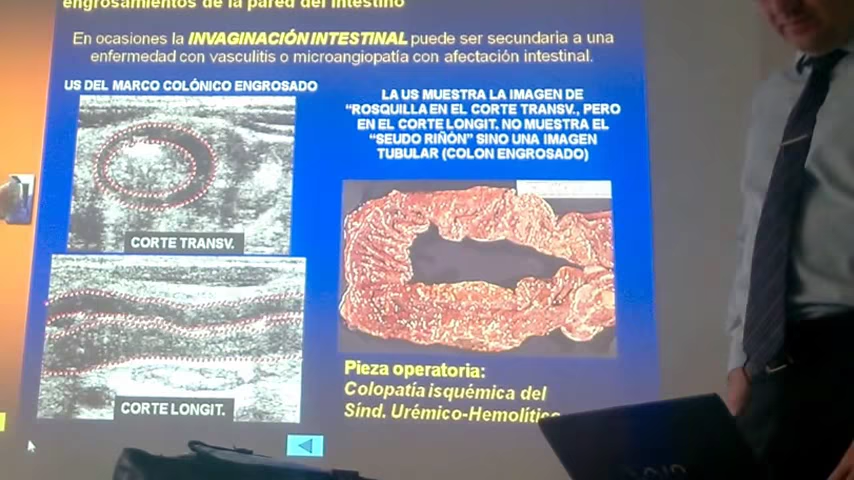 engrosamientos de la pared del intestino
En ocasiones la INVAGINACIÓN INTESTINAL puede ser secundaria a una
enfermedad con vasculitis o microangiopatía con afectación intestinal.
US DEL MARCO COLÓNICO ENGROSADO
CORTE TRANSV.
CORTE LONGIT.
LA US MUESTRA LA IMAGEN DE
“ROSQUILLA EN EL CORTE TRANSV., PERO
EN EL CORTE LONGIT. NO MUESTRA EL
“SEUDO RIÑÓN” SINO UNA IMAGEN
TUBULAR (COLON ENGROSADO)
Pieza operatoria:
Colopatía isquémica del
Sínd. Urémico-Hemolítico